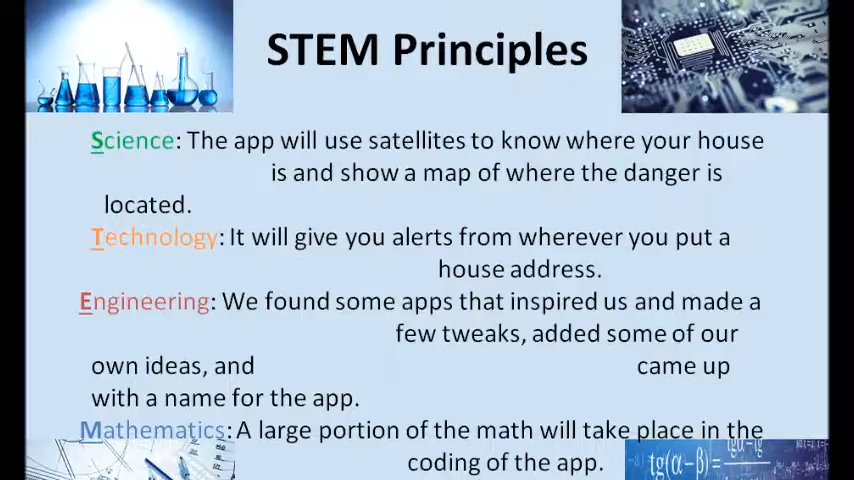 STEM Principles
Science: The app will use satellites to know where your house
is and show a map of where the danger is
located.
Technology: It will give you alerts from wherever you put a
house address.
Engineering: We found some apps that inspired us and made a
few tweaks, added some of our
own ideas, and came up
with a name for the app.
Mathematics: A large portion of the math will take place in the
coding of the app.
tg(α-β)=